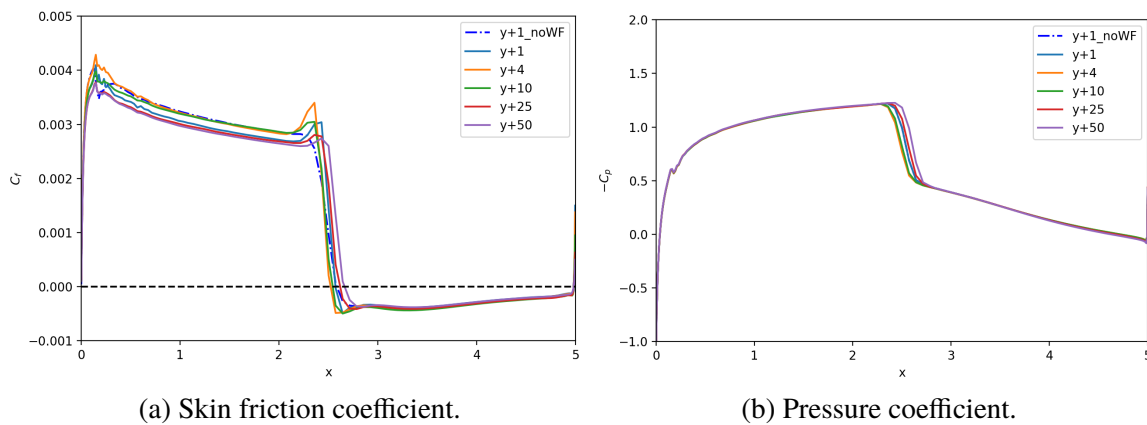 0.005
0.004
0.003
0.002
0.001
0.000
−0.001
C_f
0 1 2 3 4 5
x
y+1_noWF
y+1
y+4
y+10
y+25
y+50
(a) Skin friction coefficient.
2.0
1.5
1.0
0.5
0.0
−0.5
−1.0
−C_p
0 1 2 3 4 5
x
y+1_noWF
y+1
y+4
y+10
y+25
y+50
(b) Pressure coefficient.